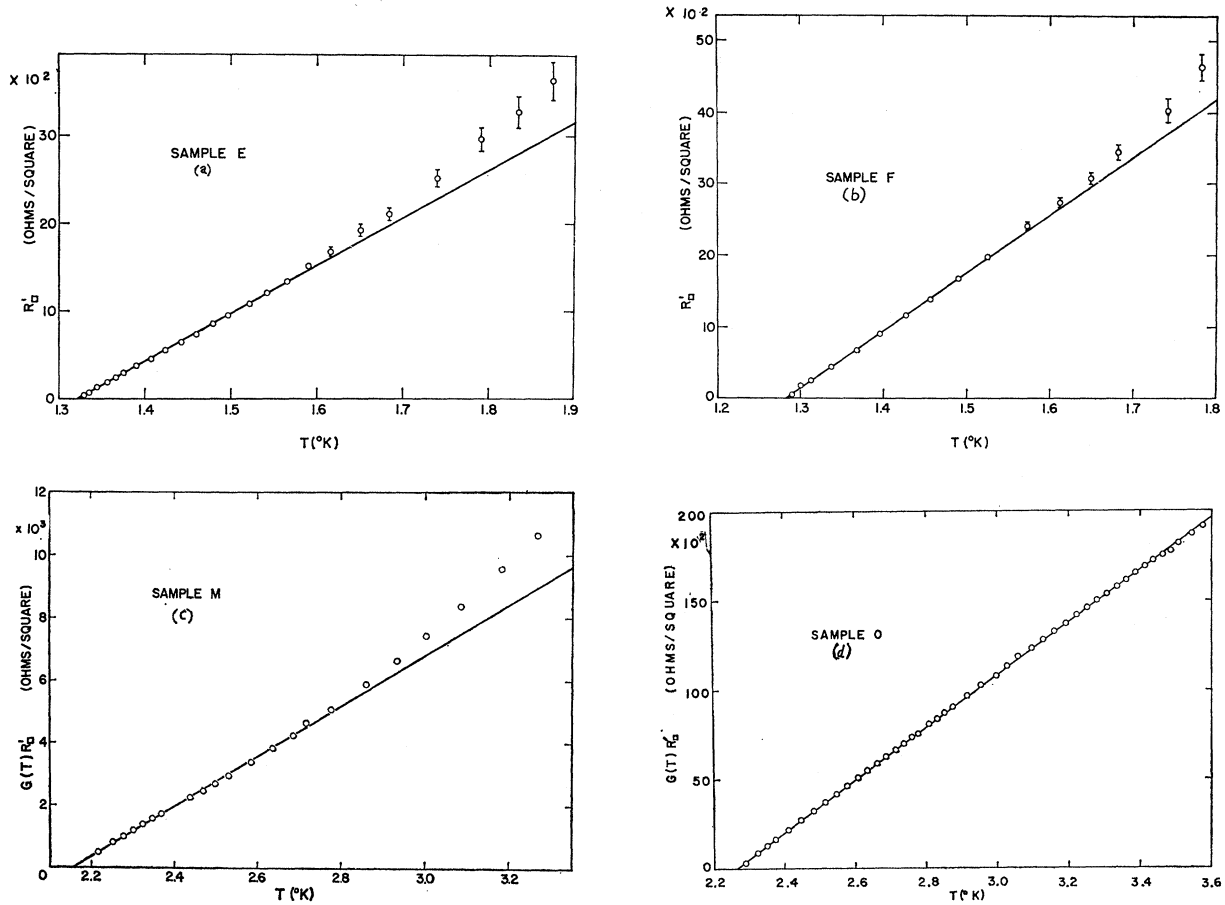 X 10²
30
20
10
0
R'□ (OHMS/SQUARE)
SAMPLE E
(a)
1.3 1.4 1.5 1.6 1.7 1.8 1.9
T (°K)
X 10-2
50
40
30
20
10
0
R'□ (OHMS/SQUARE)
SAMPLE F
(b)
1.2 1.3 1.4 1.5 1.6 1.7 1.8
T (°K)
12
x 10³
10
8
6
4
2
0
G (T) R'□ (OHMS/SQUARE)
SAMPLE M
(C)
2.2 2.4 2.6 2.8 3.0 3.2
T (°K)
200
X 10²
150
100
50
0
G(T) R'□ (OHMS/SQUARE)
SAMPLE O
(d)
2.2 2.4 2.6 2.8 3.0 3.2 3.4 3.6
T (°K)